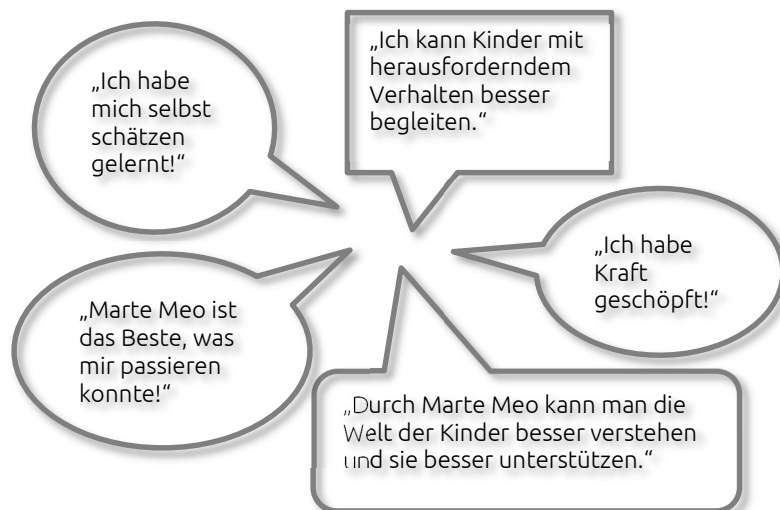 „Ich habe
mich selbst
schätzen
gelernt!“
„Ich kann Kinder mit
herausforderndem
Verhalten besser
begleiten.“
„Ich habe
Kraft
geschöpft!“
„Marte Meo ist
das Beste, was
mir passieren
konnte!“
„Durch Marte Meo kann man die
Welt der Kinder besser verstehen
und sie besser unterstützen.“